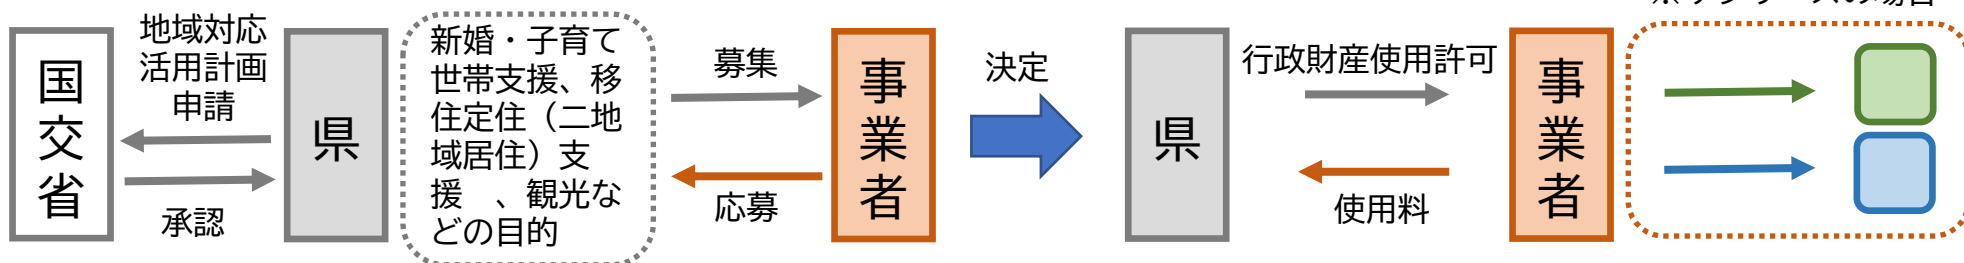 国交省
地域対応
活用計画
申請
承認
県
新婚・子育て
世帯支援、移
住定住（二地
域居住）支
援　、観光な
どの目的
募集
応募
事業者
決定
県
行政財産使用許可
使用料
事業者